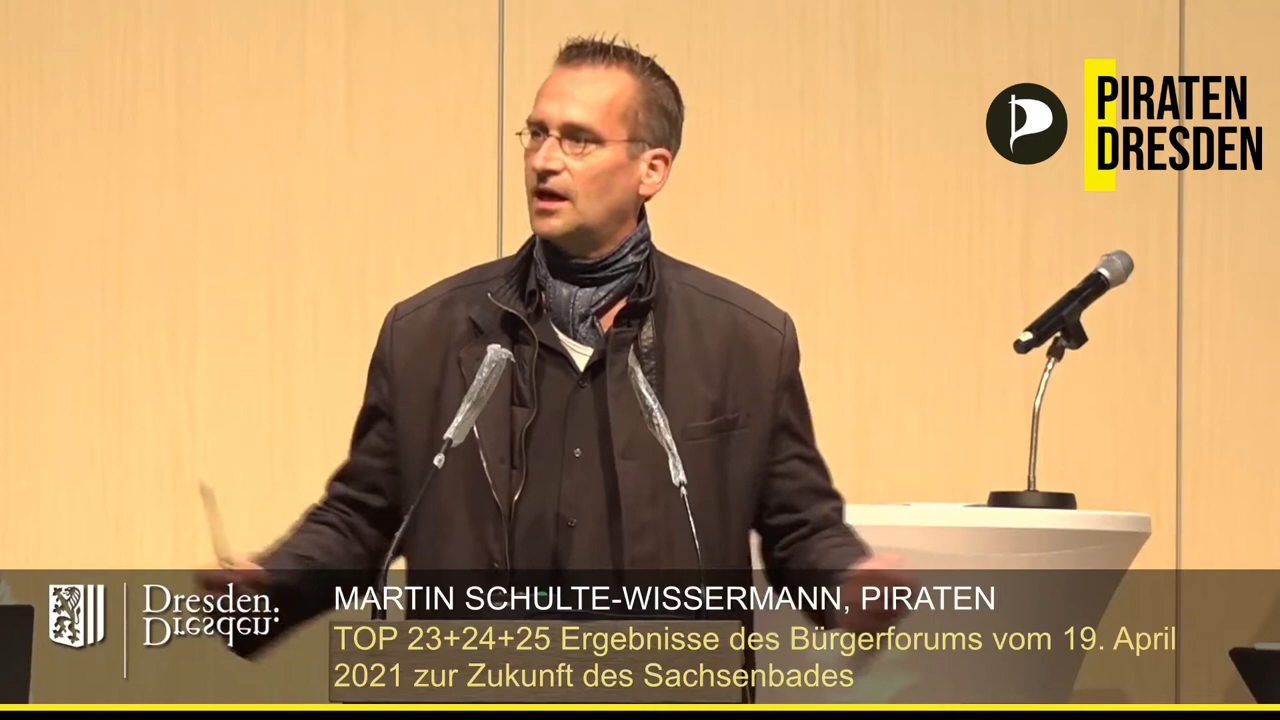 PIRATEN
DRESDEN
Dresden.
Dresden.
MARTIN SCHULTE-WISSERMANN, PIRATEN
TOP 23+24+25 Ergebnisse des Bürgerforums vom 19. April
2021 zur Zukunft des Sachsenbades